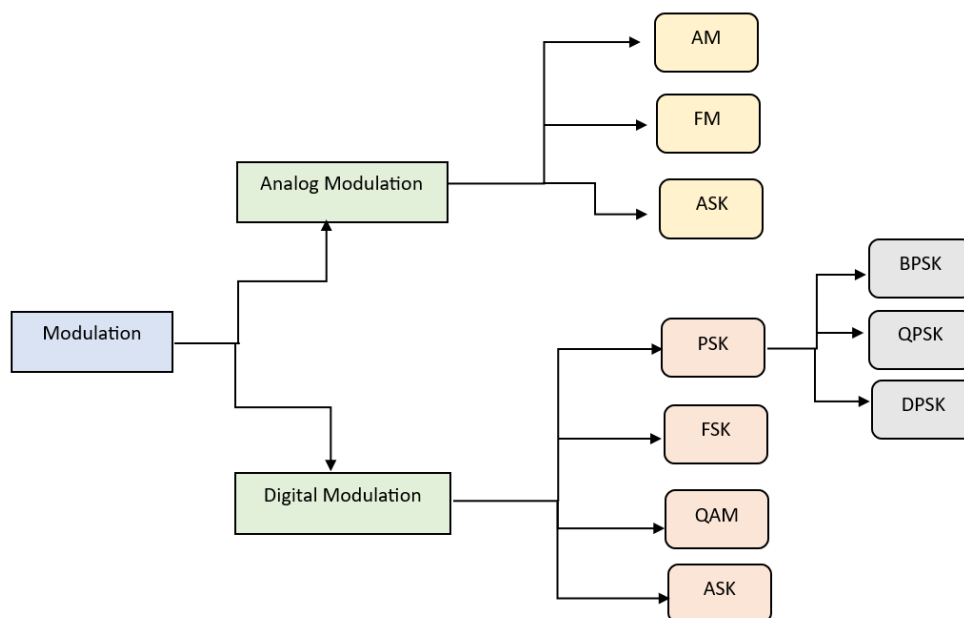 AM
FM
Analog Modulation
ASK
BPSK
Modulation
PSK
QPSK
DPSK
FSK
Digital Modulation
QAM
ASK